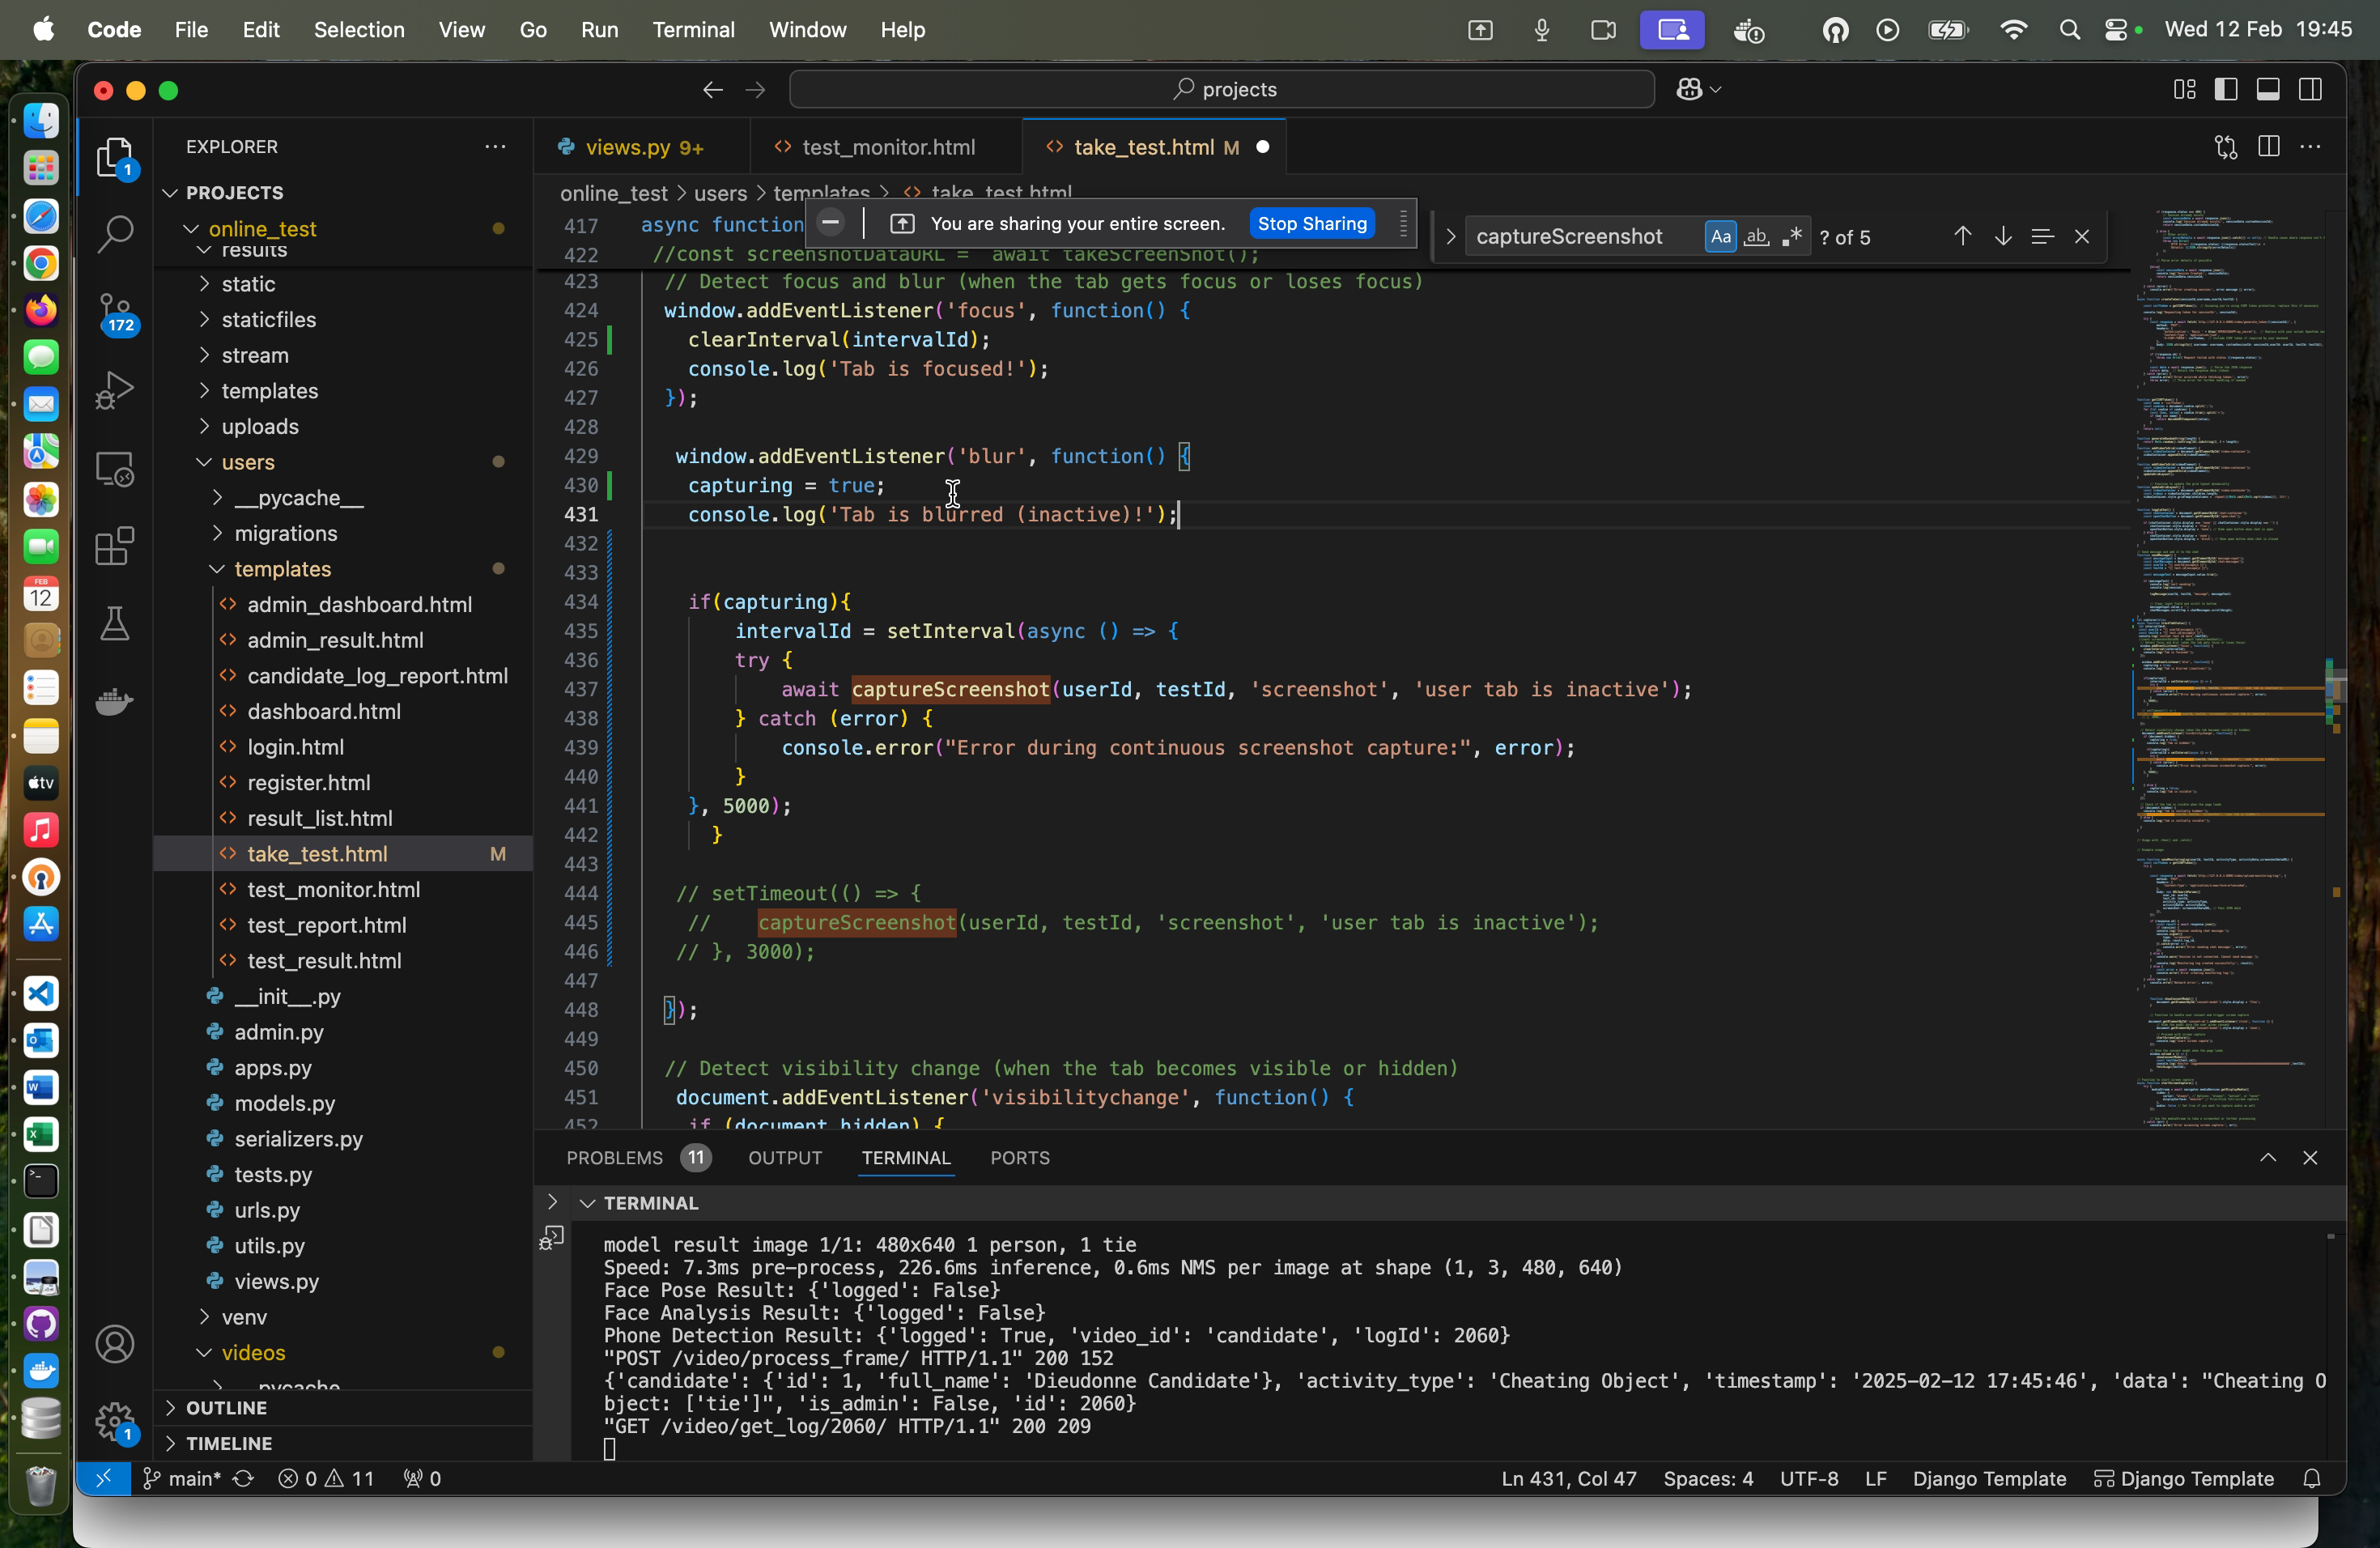 Code File Edit Selection View Go Run Terminal Window Help Wed 12 Feb 19:45
projects
EXPLORER
1
PROJECTS
online_test
results
static
staticfiles
stream
templates
uploads
users
__pycache__
migrations
templates
admin_dashboard.html
admin_result.html
candidate_log_report.html
dashboard.html
login.html
register.html
result_list.html
take_test.html M
test_monitor.html
test_report.html
test_result.html
__init__.py
admin.py
apps.py
models.py
serializers.py
tests.py
urls.py
utils.py
views.py
venv
videos
__pycache__
OUTLINE
TIMELINE
172
1
FEB
12
tv
views.py 9+ test_monitor.html take_test.html M
online_test > users > templates > take_test.html
You are sharing your entire screen. Stop Sharing
captureScreenshot Aa ab .* ? of 5
417 async function
422 //const screenshotDataURL = await takeScreenShot();
423 // Detect focus and blur (when the tab gets focus or loses focus)
424 window.addEventListener('focus', function() {
425 clearInterval(intervalId);
426 console.log('Tab is focused!');
427 });
428
429 window.addEventListener('blur', function() {
430 capturing = true;
431 console.log('Tab is blurred (inactive)!');
432
433
434 if(capturing){
435 intervalId = setInterval(async () => {
436 try {
437 await captureScreenshot(userId, testId, 'screenshot', 'user tab is inactive');
438 } catch (error) {
439 console.error("Error during continuous screenshot capture:", error);
440 }
441 }, 5000);
442 }
443
444 // setTimeout(() => {
445 // captureScreenshot(userId, testId, 'screenshot', 'user tab is inactive');
446 // }, 3000);
447
448 });
449
450 // Detect visibility change (when the tab becomes visible or hidden)
451 document.addEventListener('visibilitychange', function() {
452 if (document.hidden) {
PROBLEMS 11 OUTPUT TERMINAL PORTS
TERMINAL
model result image 1/1: 480x640 1 person, 1 tie
Speed: 7.3ms pre-process, 226.6ms inference, 0.6ms NMS per image at shape (1, 3, 480, 640)
Face Pose Result: {'logged': False}
Face Analysis Result: {'logged': False}
Phone Detection Result: {'logged': True, 'video_id': 'candidate', 'logId': 2060}
"POST /video/process_frame/ HTTP/1.1" 200 152
{'candidate': {'id': 1, 'full_name': 'Dieudonne Candidate'}, 'activity_type': 'Cheating Object', 'timestamp': '2025-02-12 17:45:46', 'data': "Cheating O
bject: ['tie']", 'is_admin': False, 'id': 2060}
"GET /video/get_log/2060/ HTTP/1.1" 200 209
main* 0 11 0 Ln 431, Col 47 Spaces: 4 UTF-8 LF Django Template Django Template